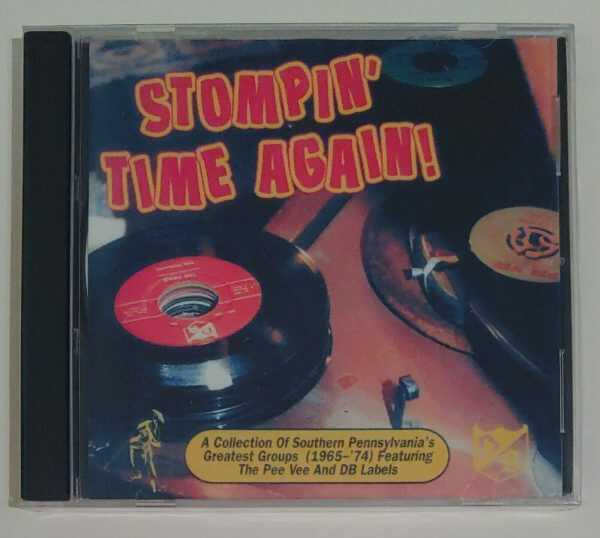 STOMPIN'
TIME AGAIN!
A Collection Of Southern Pennsylvania's
Greatest Groups (1965-'74) Featuring
The Pee Vee And DB Labels